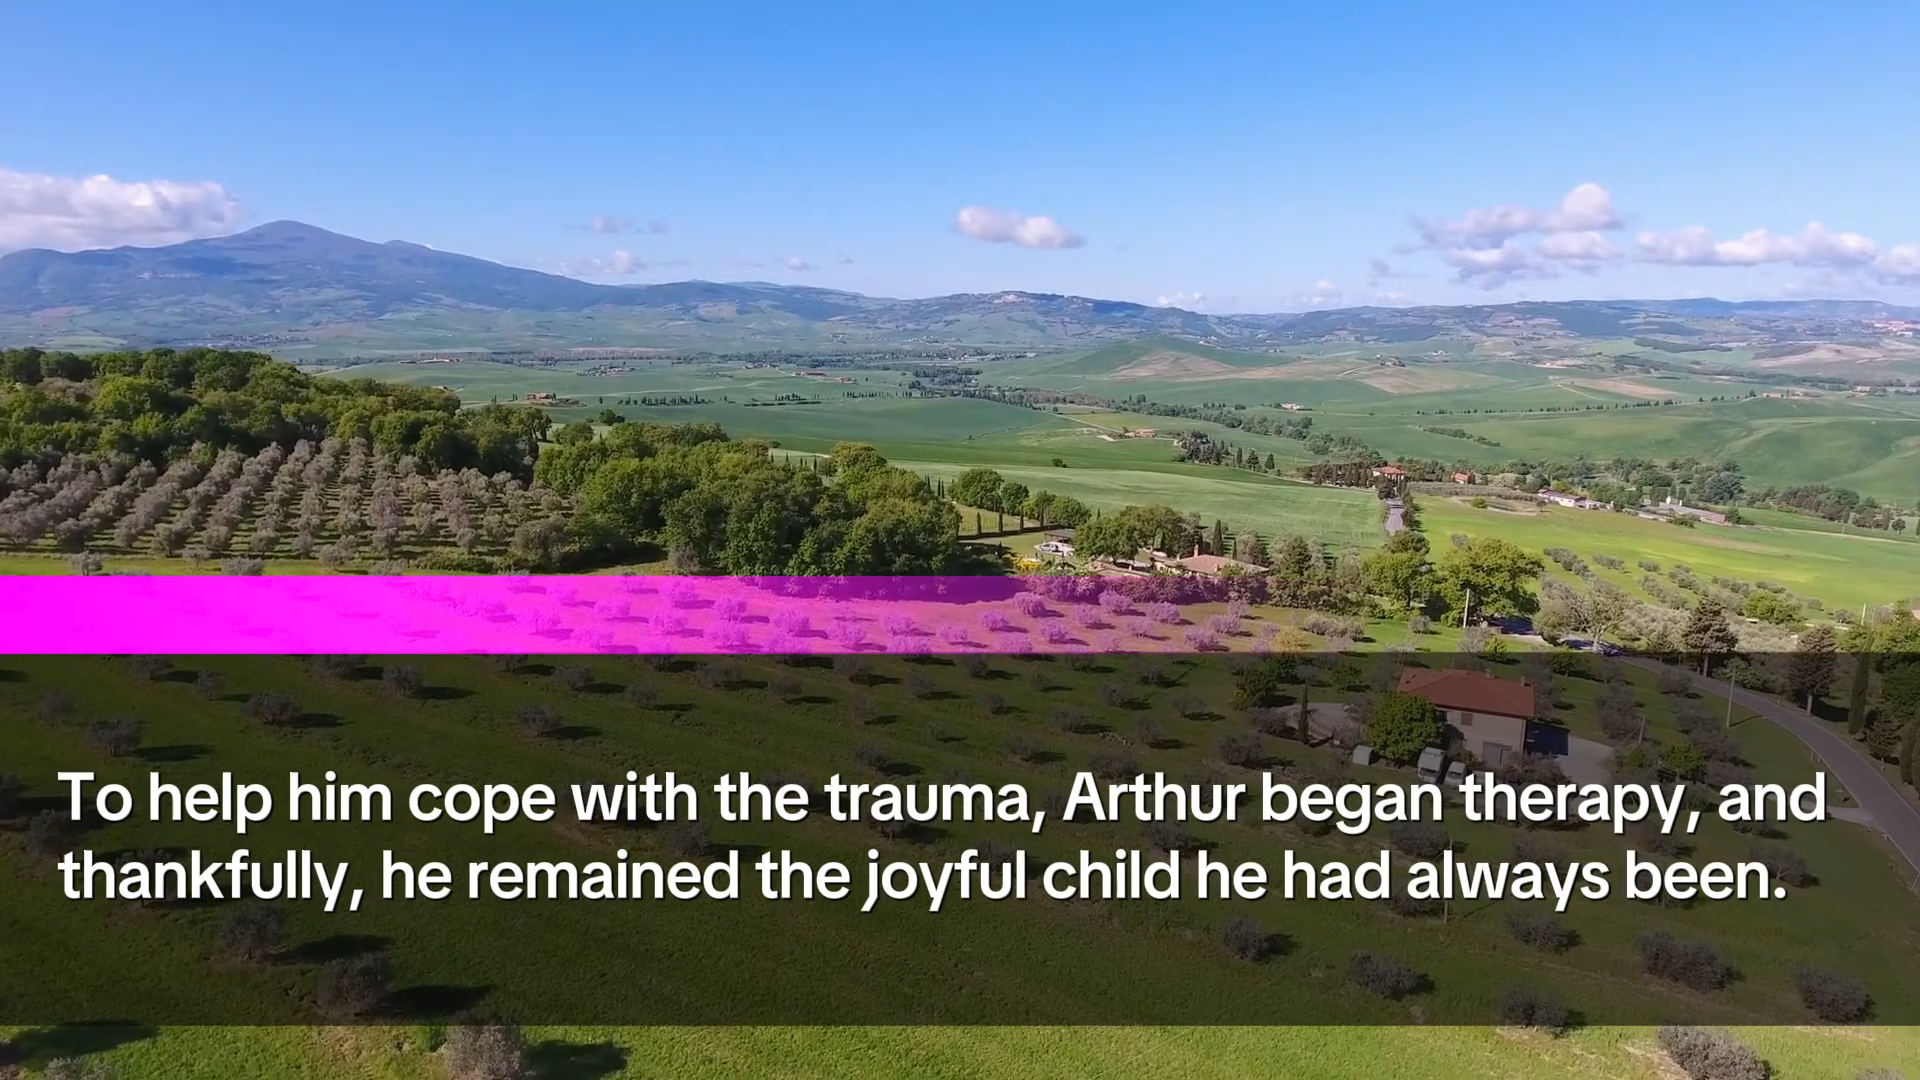 To help him cope with the trauma, Arthur began therapy, and
thankfully, he remained the joyful child he had always been.